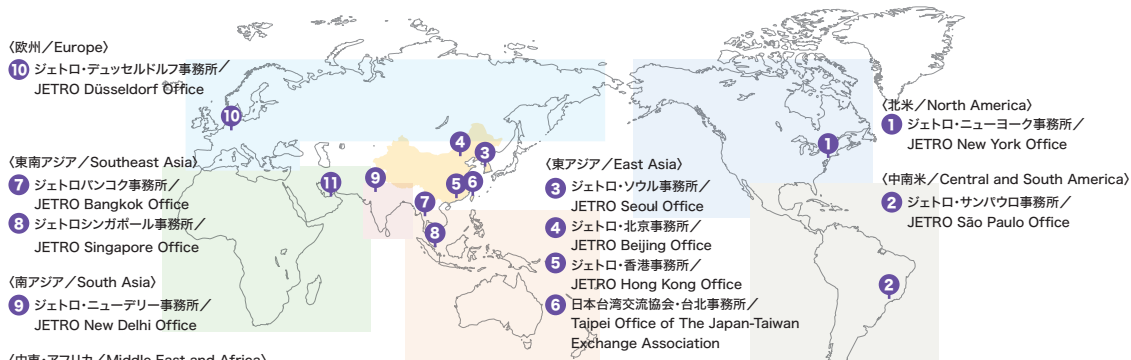 〈欧州／Europe〉
10 ジェトロ・デュッセルドルフ事務所／
JETRO Düsseldorf Office
〈東南アジア／Southeast Asia〉
7 ジェトロバンコク事務所／
JETRO Bangkok Office
8 ジェトロシンガポール事務所／
JETRO Singapore Office
〈南アジア／South Asia〉
9 ジェトロ・ニューデリー事務所／
JETRO New Delhi Office
〈中東・アフリカ／Middle East and Africa〉
10
11
9
4
3
5
6
7
8
1
2
〈東アジア／East Asia〉
3 ジェトロ・ソウル事務所／
JETRO Seoul Office
4 ジェトロ・北京事務所／
JETRO Beijing Office
5 ジェトロ・香港事務所／
JETRO Hong Kong Office
6 日本台湾交流協会・台北事務所／
Taipei Office of The Japan-Taiwan
Exchange Association
〈北米／North America〉
1 ジェトロ・ニューヨーク事務所／
JETRO New York Office
〈中南米／Central and South America〉
2 ジェトロ・サンパウロ事務所／
JETRO São Paulo Office